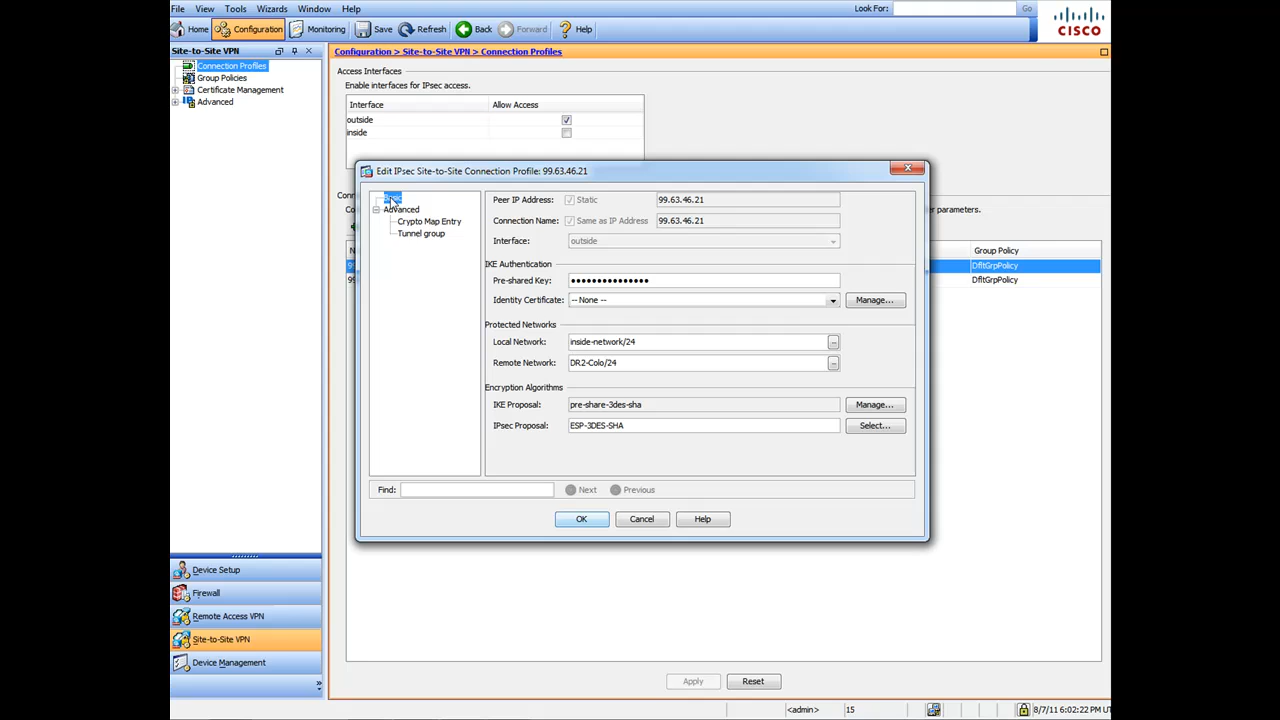 File View Tools Wizards Window Help Look For: Go
Home Configuration Monitoring Save Refresh Back Forward Help
CISCO
Site-to-Site VPN
Connection Profiles
Group Policies
Certificate Management
Advanced
Configuration > Site-to-Site VPN > Connection Profiles
Access Interfaces
Enable interfaces for IPsec access.
Interface Allow Access
outside
inside
er parameters.
Group Policy
DfltGrpPolicy
DfltGrpPolicy
Edit IPsec Site-to-Site Connection Profile: 99.63.46.21
Advanced
Crypto Map Entry
Tunnel group
Peer IP Address: Static 99.63.46.21
Connection Name: Same as IP Address 99.63.46.21
Interface: outside
IKE Authentication
Pre-shared Key: •••••••••••••••
Identity Certificate: -- None -- Manage...
Protected Networks
Local Network: inside-network/24 ...
Remote Network: DR2-Colo/24 ...
Encryption Algorithms
IKE Proposal: pre-share-3des-sha Manage...
IPsec Proposal: ESP-3DES-SHA Select...
Find: Next Previous
OK Cancel Help
Device Setup
Firewall
Remote Access VPN
Site-to-Site VPN
Device Management
»
Apply Reset
<admin> 15 8/7/11 6:02:22 PM